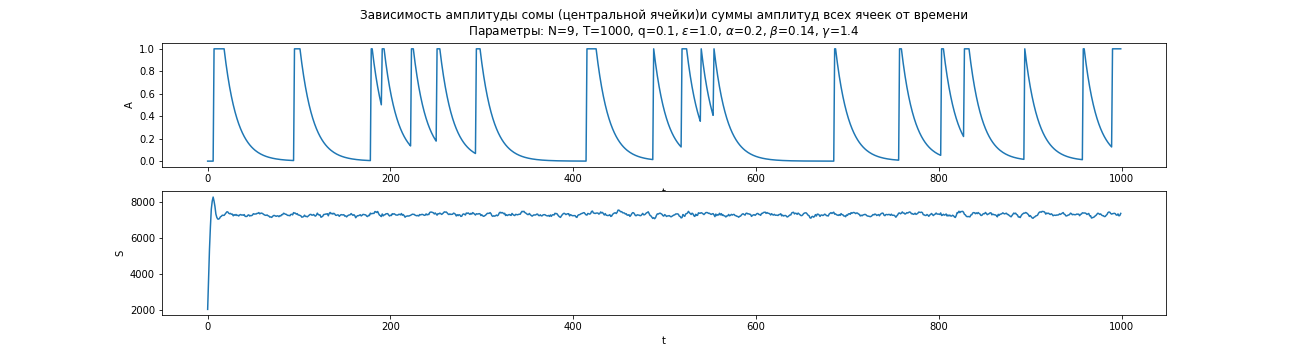 Зависимость амплитуды сомы (центральной ячейки)и суммы амплитуд всех ячеек от времени
Параметры: N=9, T=1000, q=0.1, ε=1.0, α=0.2, β=0.14, γ=1.4
1.0
0.8
0.6
0.4
0.2
0.0
A
0 200 400 600 800 1000
8000
6000
4000
2000
S
0 200 400 600 800 1000
t